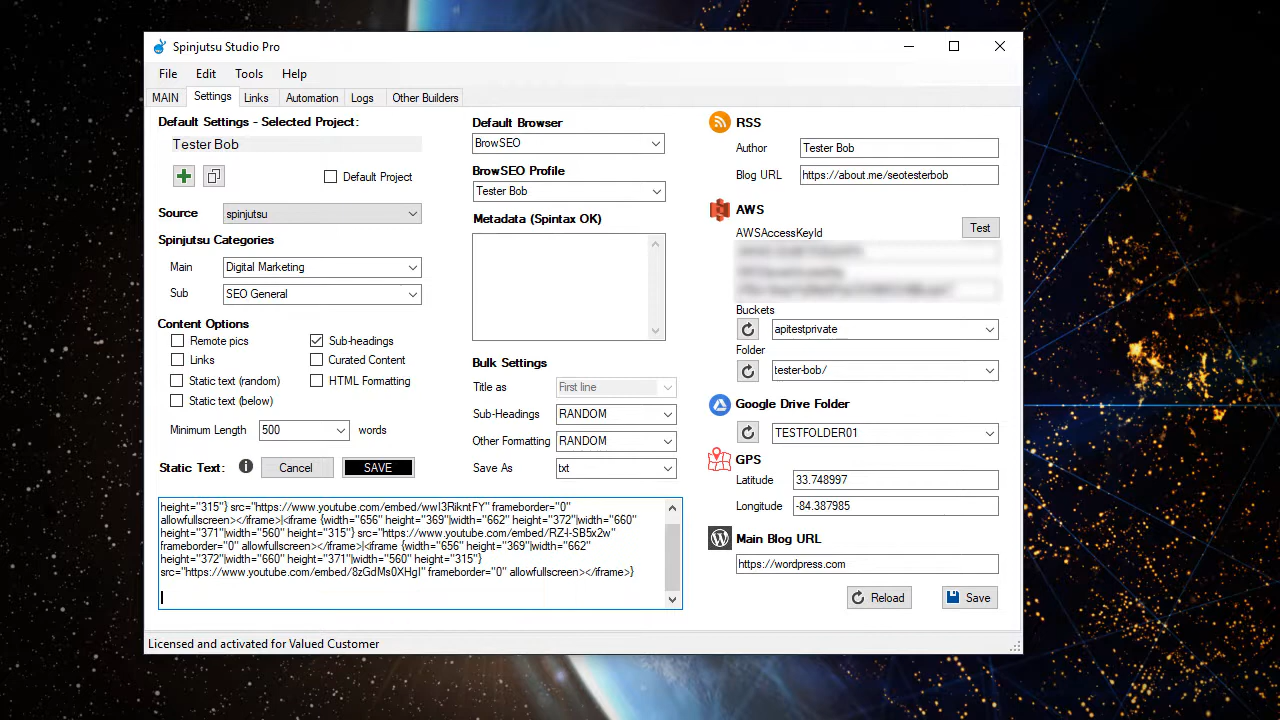 Spinjutsu Studio Pro
File Edit Tools Help
MAIN Settings Links Automation Logs Other Builders
Default Settings - Selected Project:
Tester Bob
Default Project
Source spinjutsu
Spinjutsu Categories
Main Digital Marketing
Sub SEO General
Content Options
Remote pics Sub-headings
Links Curated Content
Static text (random) HTML Formatting
Static text (below)
Minimum Length 500 words
Static Text: Cancel SAVE
height="315"} src="https://www.youtube.com/embed/wwI3RikntFY" frameborder="0"
allowfullscreen></iframe>|<iframe {width="656" height="369"|width="662" height="372"|width="660"
height="371"|width="560" height="315"} src="https://www.youtube.com/embed/RZ-I-SB5x2w"
frameborder="0" allowfullscreen></iframe>|<iframe {width="656" height="369"|width="662"
height="372"|width="660" height="371"|width="560" height="315"}
src="https://www.youtube.com/embed/8zGdMs0XHgI" frameborder="0" allowfullscreen></iframe>}
Default Browser
BrowSEO
BrowSEO Profile
Tester Bob
Metadata (Spintax OK)
Bulk Settings
Title as First line
Sub-Headings RANDOM
Other Formatting RANDOM
Save As txt
RSS
Author Tester Bob
Blog URL https://about.me/seotesterbob
AWS
AWSAccessKeyId Test
Buckets
apitestprivate
Folder
tester-bob/
Google Drive Folder
TESTFOLDER01
GPS
Latitude 33.748997
Longitude -84.387985
Main Blog URL
https://wordpress.com
Reload Save
Licensed and activated for Valued Customer